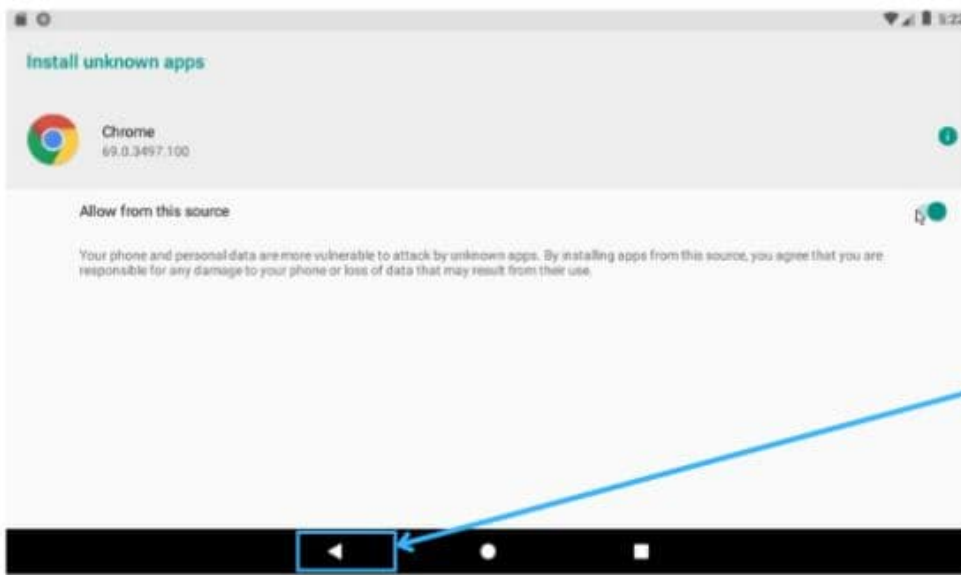 5:22
Install unknown apps
Chrome
69.0.3497.100
Allow from this source
Your phone and personal data are more vulnerable to attack by unknown apps. By installing apps from this source, you agree that you are
responsible for any damage to your phone or loss of data that may result from their use.